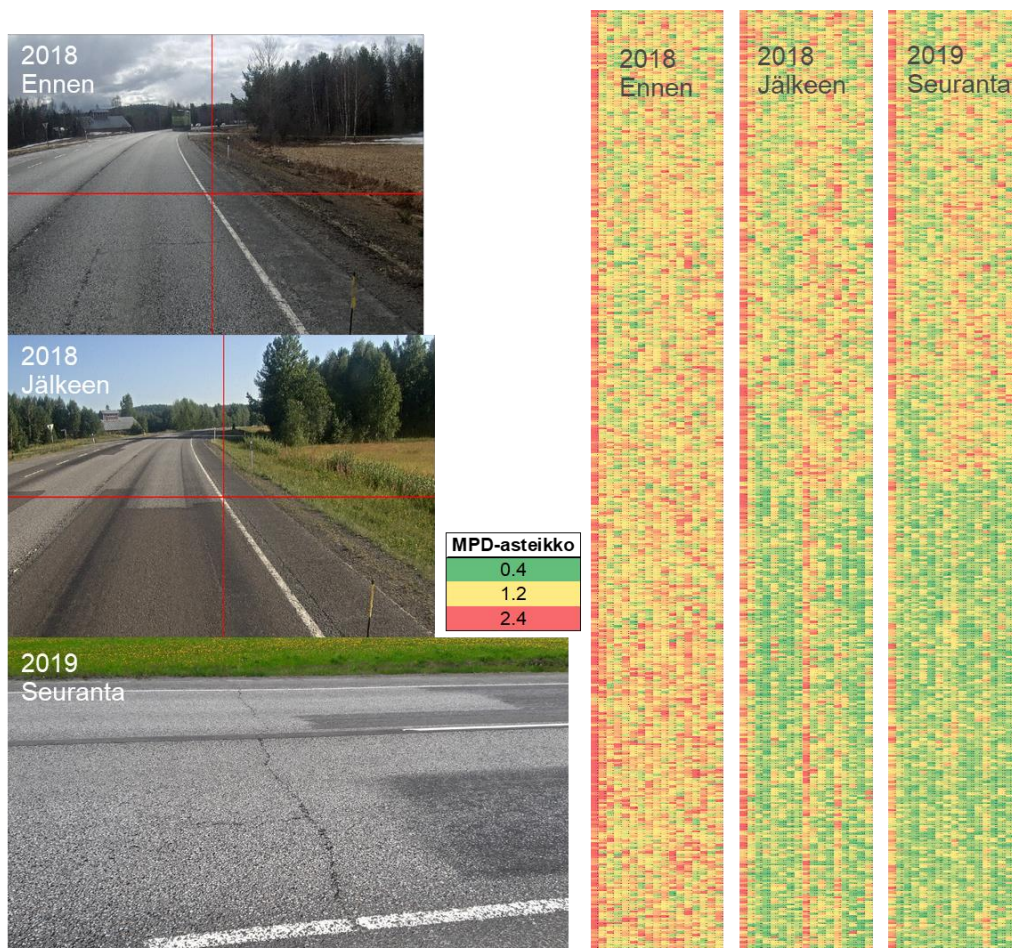 2018
Ennen
2018
Jälkeen
2019
Seuranta
MPD-asteikko
0.4
1.2
2.4
2018
Ennen
2018
Jälkeen
2019
Seuranta